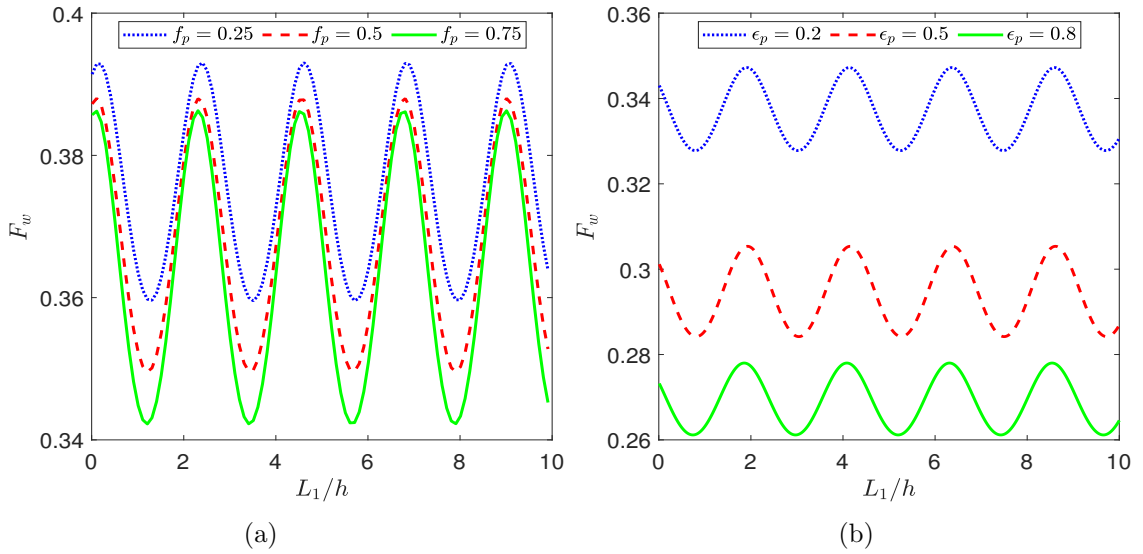 f_p = 0.25 f_p = 0.5 f_p = 0.75
0.4
0.38
0.36
0.34
F_w
0 2 4 6 8 10
L_1/h
(a)
ϵ_p = 0.2 ϵ_p = 0.5 ϵ_p = 0.8
0.36
0.34
0.32
0.3
0.28
0.26
F_w
0 2 4 6 8 10
L_1/h
(b)